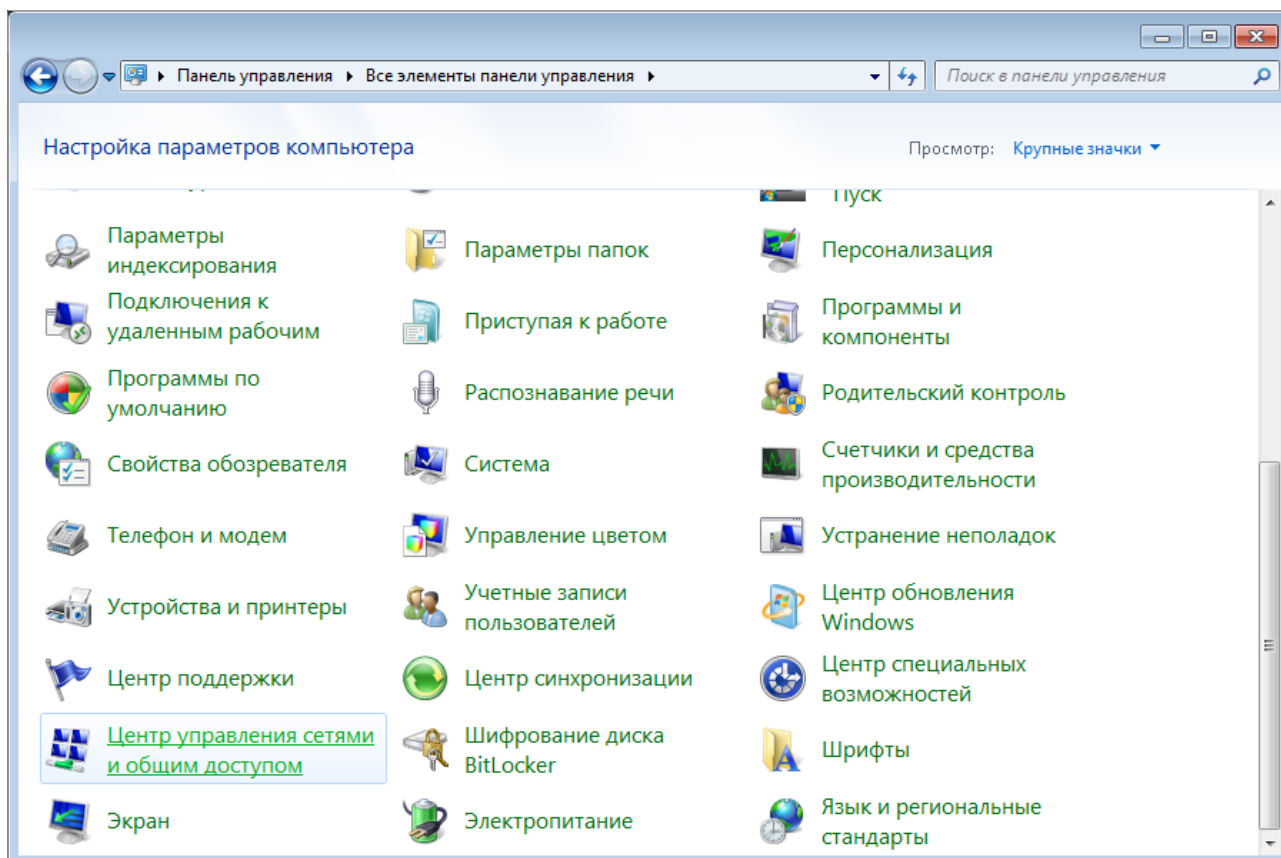 Панель управления Все элементы панели управления Поиск в панели управления
Настройка параметров компьютера Просмотр: Крупные значки
Пуск
Параметры
индексирования
Параметры папок
Персонализация
Подключения к
удаленным рабочим
Приступая к работе
Программы и
компоненты
Программы по
умолчанию
Распознавание речи
Родительский контроль
Свойства обозревателя
Система
Счетчики и средства
производительности
Телефон и модем
Управление цветом
Устранение неполадок
Устройства и принтеры
Учетные записи
пользователей
Центр обновления
Windows
Центр поддержки
Центр синхронизации
Центр специальных
возможностей
Центр управления сетями
и общим доступом
Шифрование диска
BitLocker
Шрифты
Экран
Электропитание
Язык и региональные
стандарты